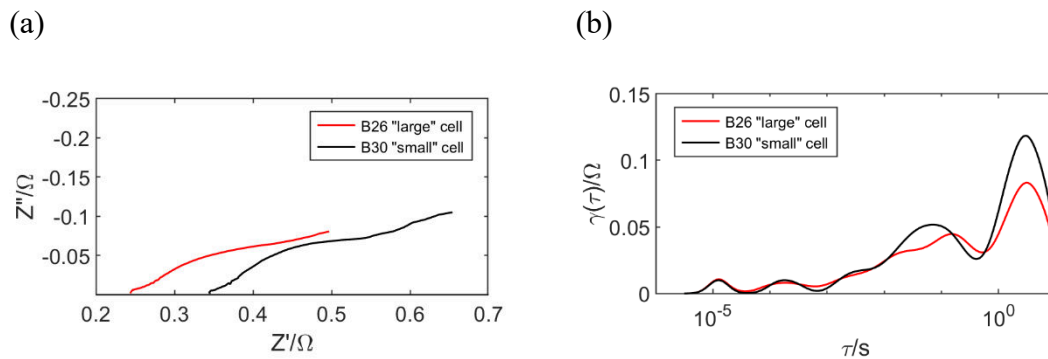 (a)
(b)
-0.25
-0.2
-0.15
-0.1
-0.05
Z''/Ω
B26 "large" cell
B30 "small" cell
0.2
0.3
0.4
0.5
0.6
0.7
Z'/Ω
0.15
0.1
0.05
0
γ(τ)/Ω
B26 "large" cell
B30 "small" cell
10⁻⁵
10⁰
τ/s